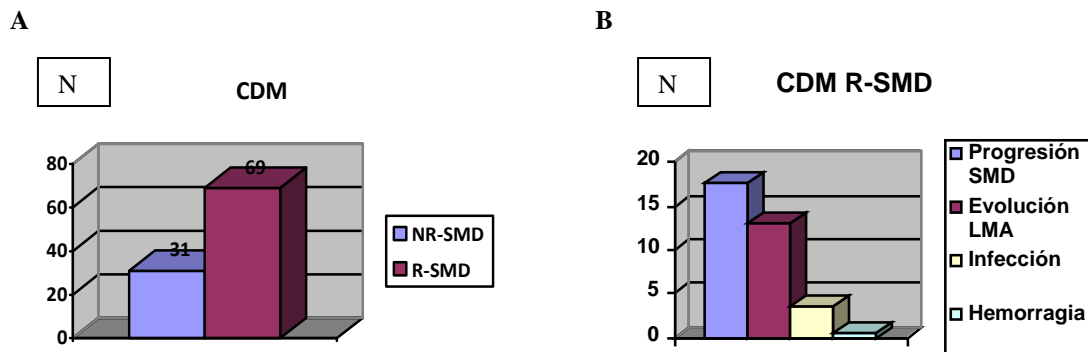 A
N
CDM
80
60
40
20
0
31
69
NR-SMD
R-SMD
B
N
CDM R-SMD
20
15
10
5
0
Progresión
SMD
Evolución
LMA
Infección
Hemorragia